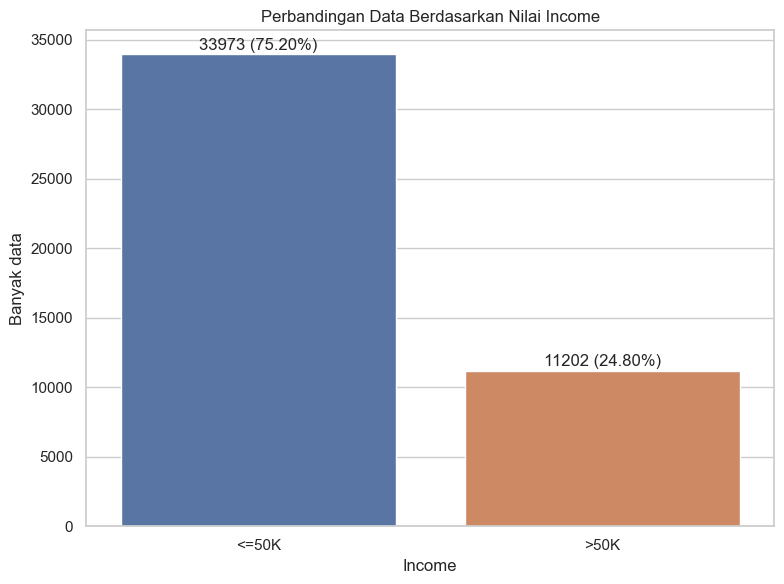 Perbandingan Data Berdasarkan Nilai Income
35000
33973 (75.20%)
30000
25000
20000
Banyak data
15000
11202 (24.80%)
10000
5000
0
<=50K
>50K
Income